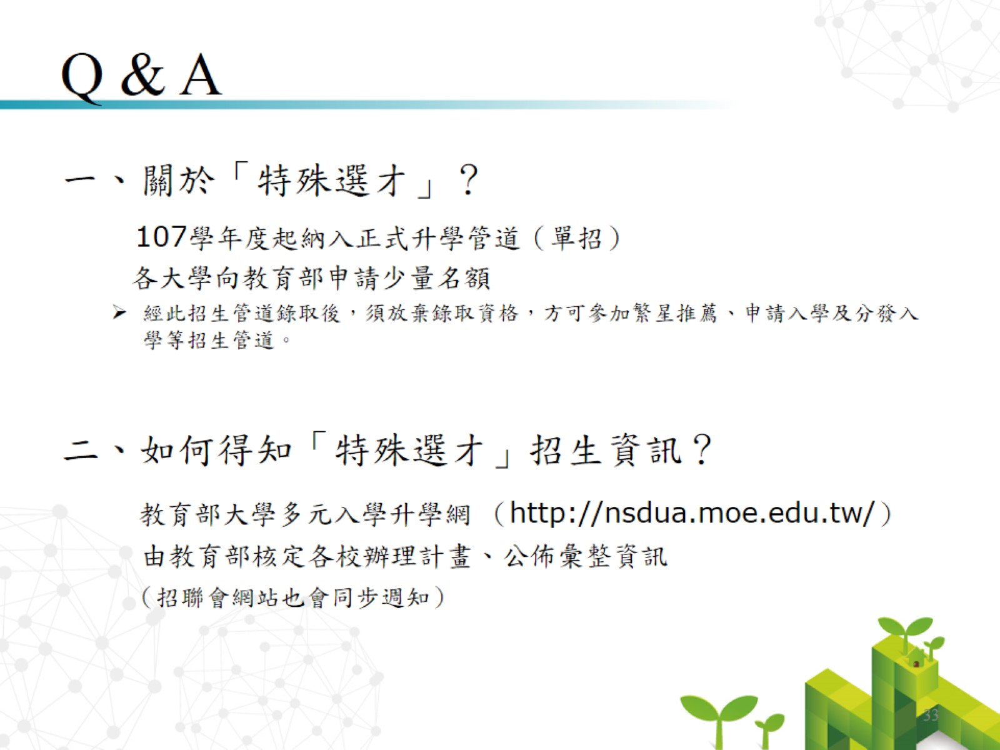 Q & A
一、關於「特殊選才」？
107學年度起納入正式升學管道（單招）
各大學向教育部申請少量名額
➤ 經此招生管道錄取後，須放棄錄取資格，方可參加繁星推薦、申請入學及分發入
學等招生管道。
二、如何得知「特殊選才」招生資訊？
教育部大學多元入學升學網 （http://nsdua.moe.edu.tw/）
由教育部核定各校辦理計畫、公佈彙整資訊
（招聯會網站也會同步週知）
33